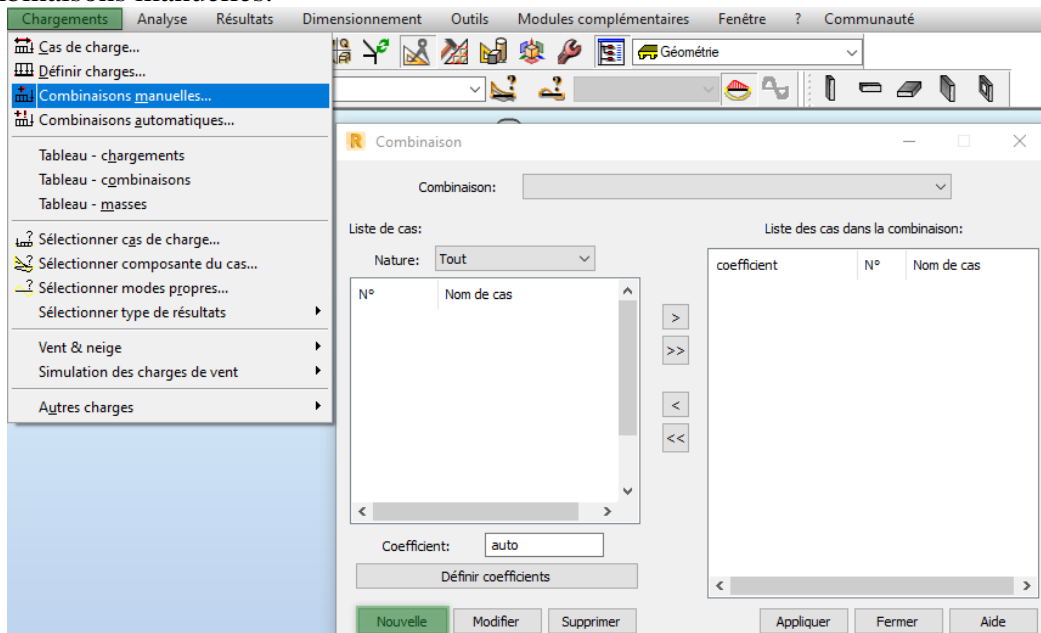 Chargements Analyse Résultats Dimensionnement Outils Modules complémentaires Fenêtre ? Communauté
Cas de charge...
Définir charges...
Combinaisons manuelles...
Combinaisons automatiques...
Tableau - chargements
Tableau - combinaisons
Tableau - masses
Sélectionner cas de charge...
Sélectionner composante du cas...
Sélectionner modes propres...
Sélectionner type de résultats
Vent & neige
Simulation des charges de vent
Autres charges
Géométrie
R Combinaison
Combinaison:
Liste de cas:
Nature: Tout
N° Nom de cas
>
>>
<
<<
Liste des cas dans la combinaison:
coefficient N° Nom de cas
Coefficient: auto
Définir coefficients
Nouvelle Modifier Supprimer
Appliquer Fermer Aide